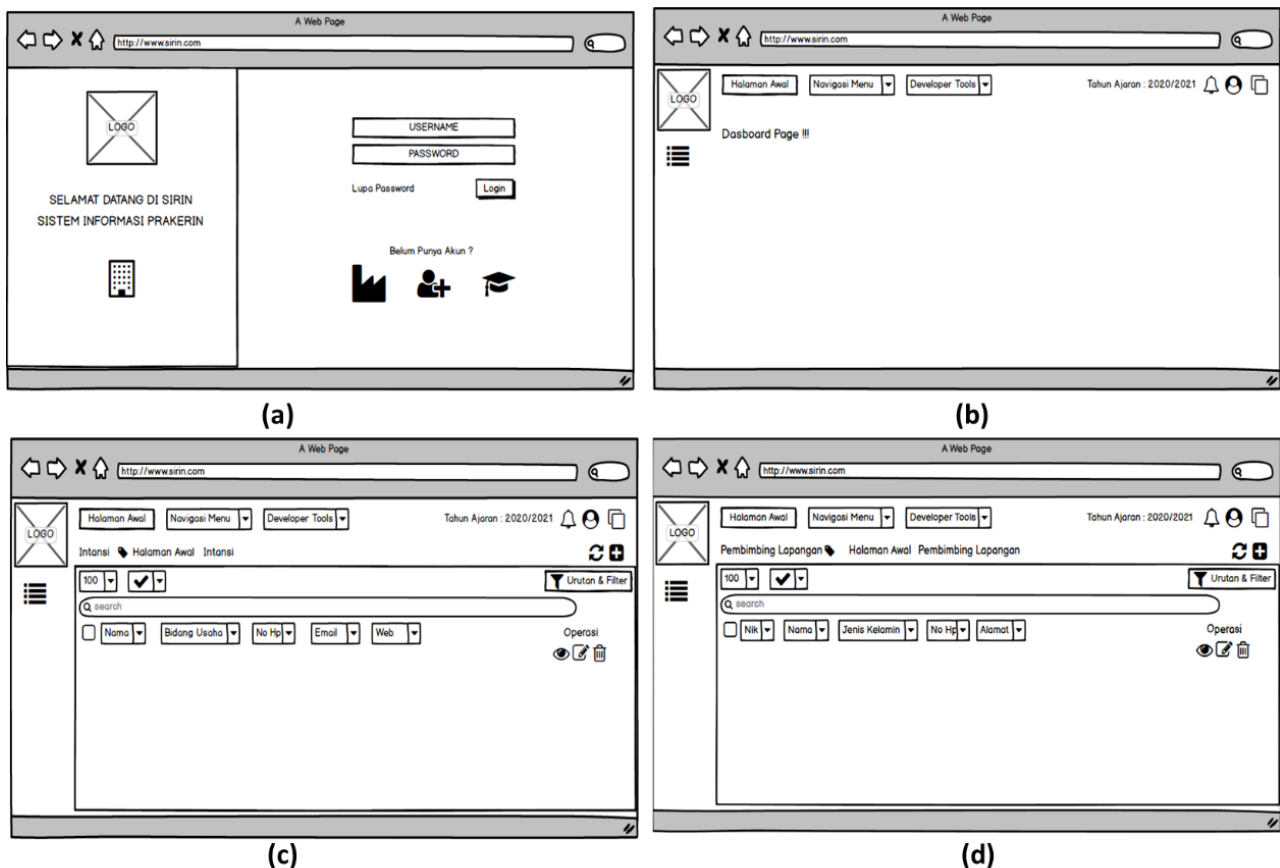 A Web Page
http://www.sirin.com
LOGO
SELAMAT DATANG DI SIRIN
SISTEM INFORMASI PRAKERIN
USERNAME
PASSWORD
Lupa Password Login
Belum Punya Akun ?
(a)
A Web Page
http://www.sirin.com
LOGO
Halaman Awal Navigasi Menu Developer Tools Tahun Ajaran : 2020/2021
Dasboard Page !!!
(b)
A Web Page
http://www.sirin.com
LOGO
Halaman Awal Navigasi Menu Developer Tools Tahun Ajaran : 2020/2021
Intansi Halaman Awal Intansi
100 Urutan & Filter
search
Nama Bidang Usaha No Hp Email Web Operasi
(c)
A Web Page
http://www.sirin.com
LOGO
Halaman Awal Navigasi Menu Developer Tools Tahun Ajaran : 2020/2021
Pembimbing Lapangan Halaman Awal Pembimbing Lapangan
100 Urutan & Filter
search
Nik Nama Jenis Kelamin No Hp Alamat Operasi
(d)